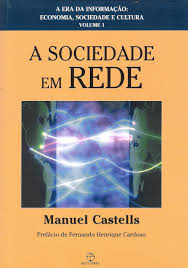 A ERA DA INFORMAÇÃO:
ECONOMIA, SOCIEDADE E CULTURA
VOLUME 1
A SOCIEDADE
EM REDE
Manuel Castells
Prefácio de Fernando Henrique Cardoso